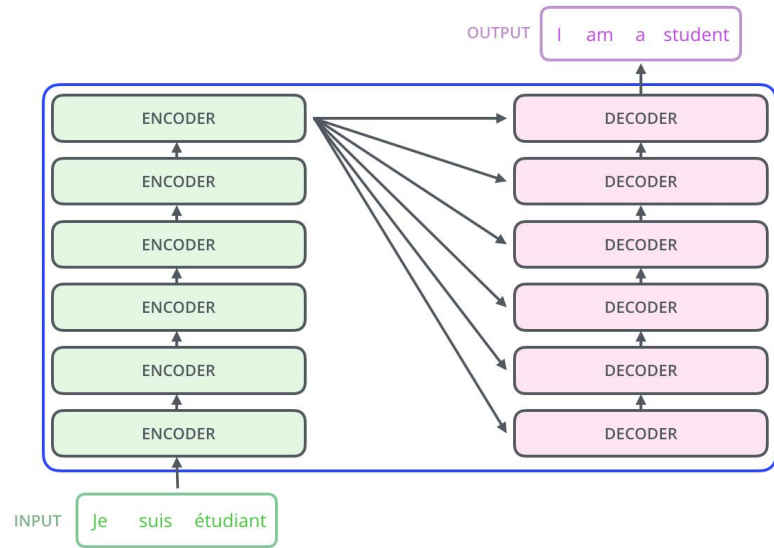 OUTPUT
I am a student
ENCODER
DECODER
ENCODER
DECODER
ENCODER
DECODER
ENCODER
DECODER
ENCODER
DECODER
ENCODER
DECODER
INPUT
Je suis étudiant